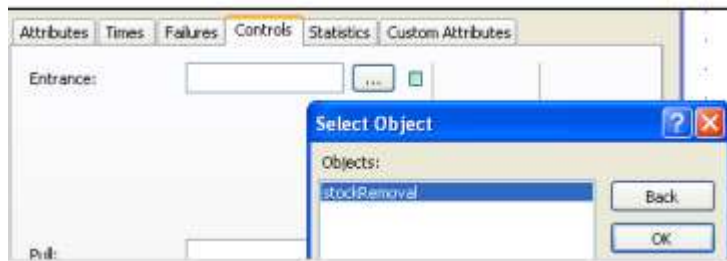 Attributes Times Failures Controls Statistics Custom Attributes
Entrance: ...
Select Object ?
Objects:
stockRemoval
Back
OK
Pull: